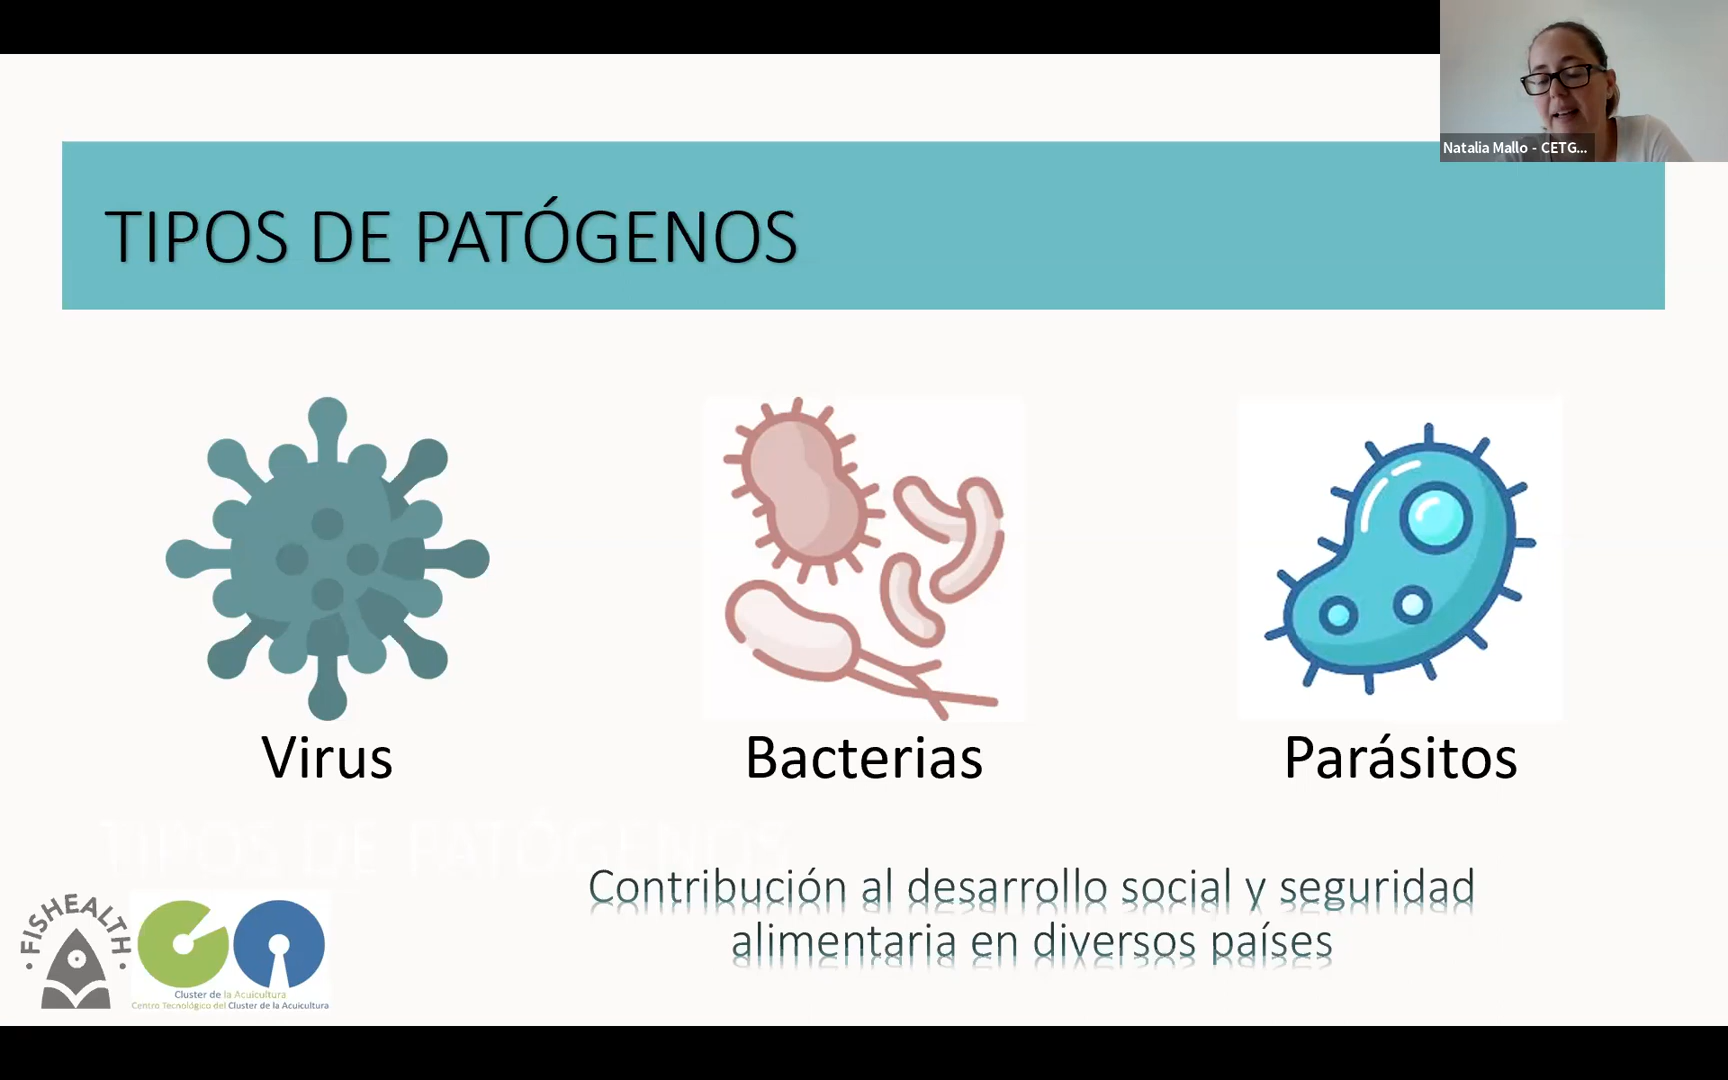 Natalia Mallo - CETG...
TIPOS DE PATÓGENOS
Virus
Bacterias
Parásitos
TIPOS DE PATÓGENOS
Contribución al desarrollo social y seguridad
alimentaria en diversos países
· FISHEALTH ·
Cluster de la Acuicultura
Centro Tecnológico del Cluster de la Acuicultura